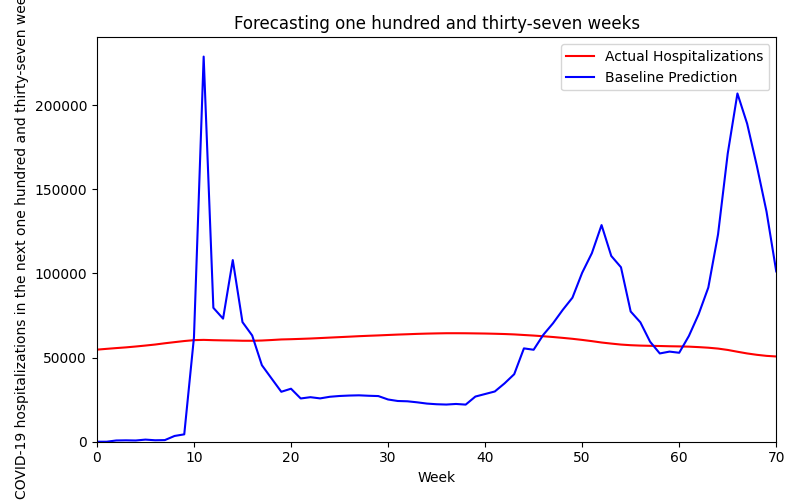 Forecasting one hundred and thirty-seven weeks
Actual Hospitalizations
Baseline Prediction
COVID-19 hospitalizations in the next one hundred and thirty-seven
200000
150000
100000
50000
0
0 10 20 30 40 50 60 70
Week